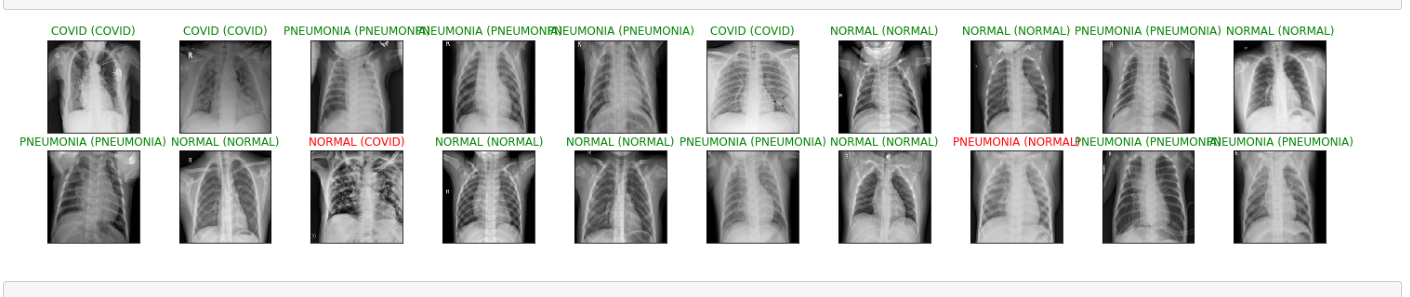 COVID (COVID) COVID (COVID) PNEUMONIA (PNEUMONIA) PNEUMONIA (PNEUMONIA) PNEUMONIA (PNEUMONIA) COVID (COVID) NORMAL (NORMAL) NORMAL (NORMAL) PNEUMONIA (PNEUMONIA) NORMAL (NORMAL)
PNEUMONIA (PNEUMONIA) NORMAL (NORMAL) NORMAL (COVID) NORMAL (NORMAL) NORMAL (NORMAL) PNEUMONIA (PNEUMONIA) NORMAL (NORMAL) PNEUMONIA (NORMAL) PNEUMONIA (PNEUMONIA) PNEUMONIA (PNEUMONIA)